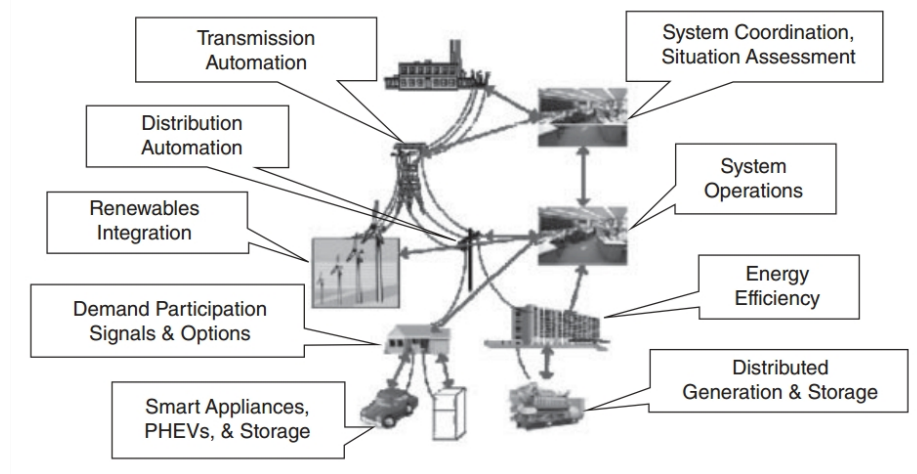 Transmission
Automation
System Coordination,
Situation Assessment
Distribution
Automation
System
Operations
Renewables
Integration
Energy
Efficiency
Demand Participation
Signals & Options
Distributed
Generation & Storage
Smart Appliances,
PHEVs, & Storage